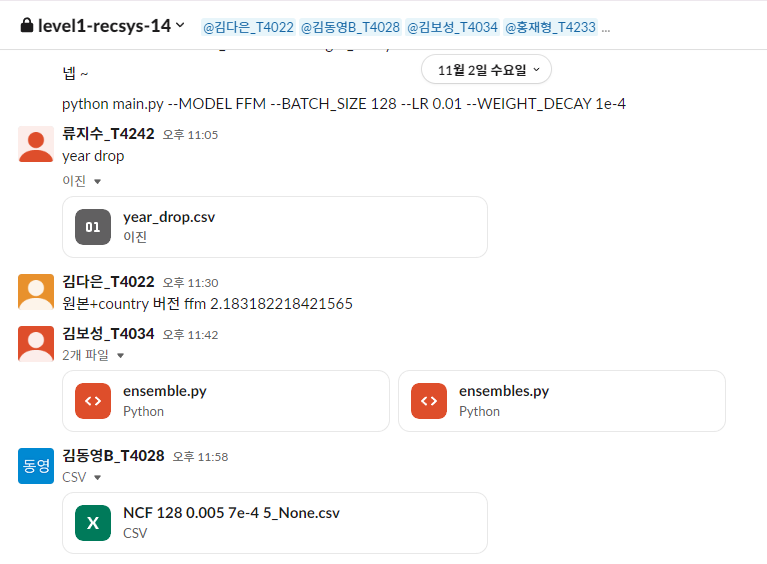 level1-recsys-14
@김다은_T4022 @김동영B_T4028 @김보성_T4034 @홍재형_T4233 ...
11월 2일 수요일
넵 ~
python main.py --MODEL FFM --BATCH_SIZE 128 --LR 0.01 --WEIGHT_DECAY 1e-4
류지수_T4242 오후 11:05
year drop
이진
01
year_drop.csv
이진
김다은_T4022 오후 11:30
원본+country 버전 ffm 2.183182218421565
김보성_T4034 오후 11:42
2개 파일
ensemble.py
Python
ensembles.py
Python
동영
김동영B_T4028 오후 11:58
CSV
X
NCF 128 0.005 7e-4 5_None.csv
CSV